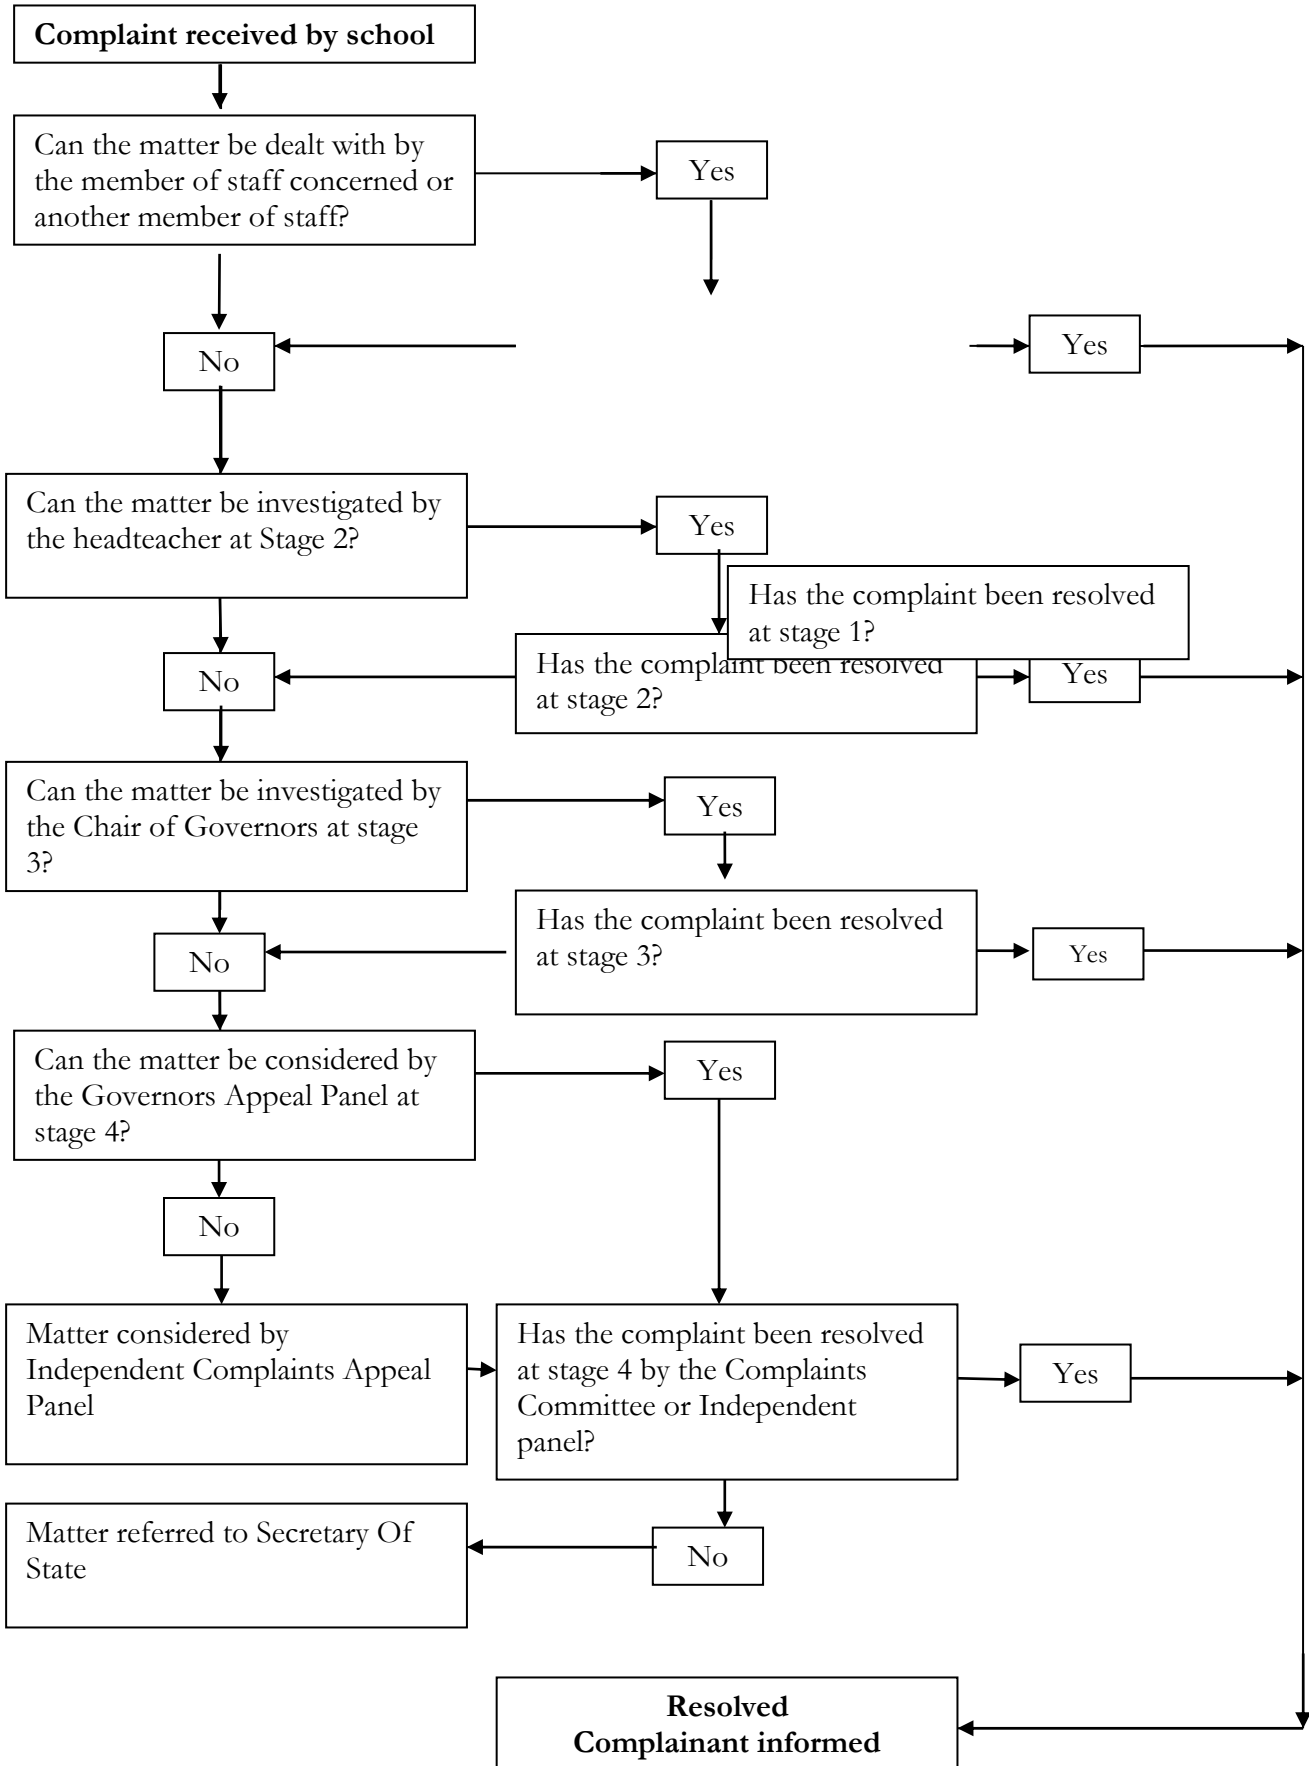 Complaint received by school
Can the matter be dealt with by
the member of staff concerned or
another member of staff?
Yes
No
Yes
Can the matter be investigated by
the headteacher at Stage 2?
Yes
Has the complaint been resolved
at stage 1?
No
Has the complaint been resolved
at stage 2?
Yes
Can the matter be investigated by
the Chair of Governors at stage
3?
Yes
No
Has the complaint been resolved
at stage 3?
Yes
Can the matter be considered by
the Governors Appeal Panel at
stage 4?
Yes
No
Matter considered by
Independent Complaints Appeal
Panel
Has the complaint been resolved
at stage 4 by the Complaints
Committee or Independent
panel?
Yes
Matter referred to Secretary Of
State
No
Resolved
Complainant informed